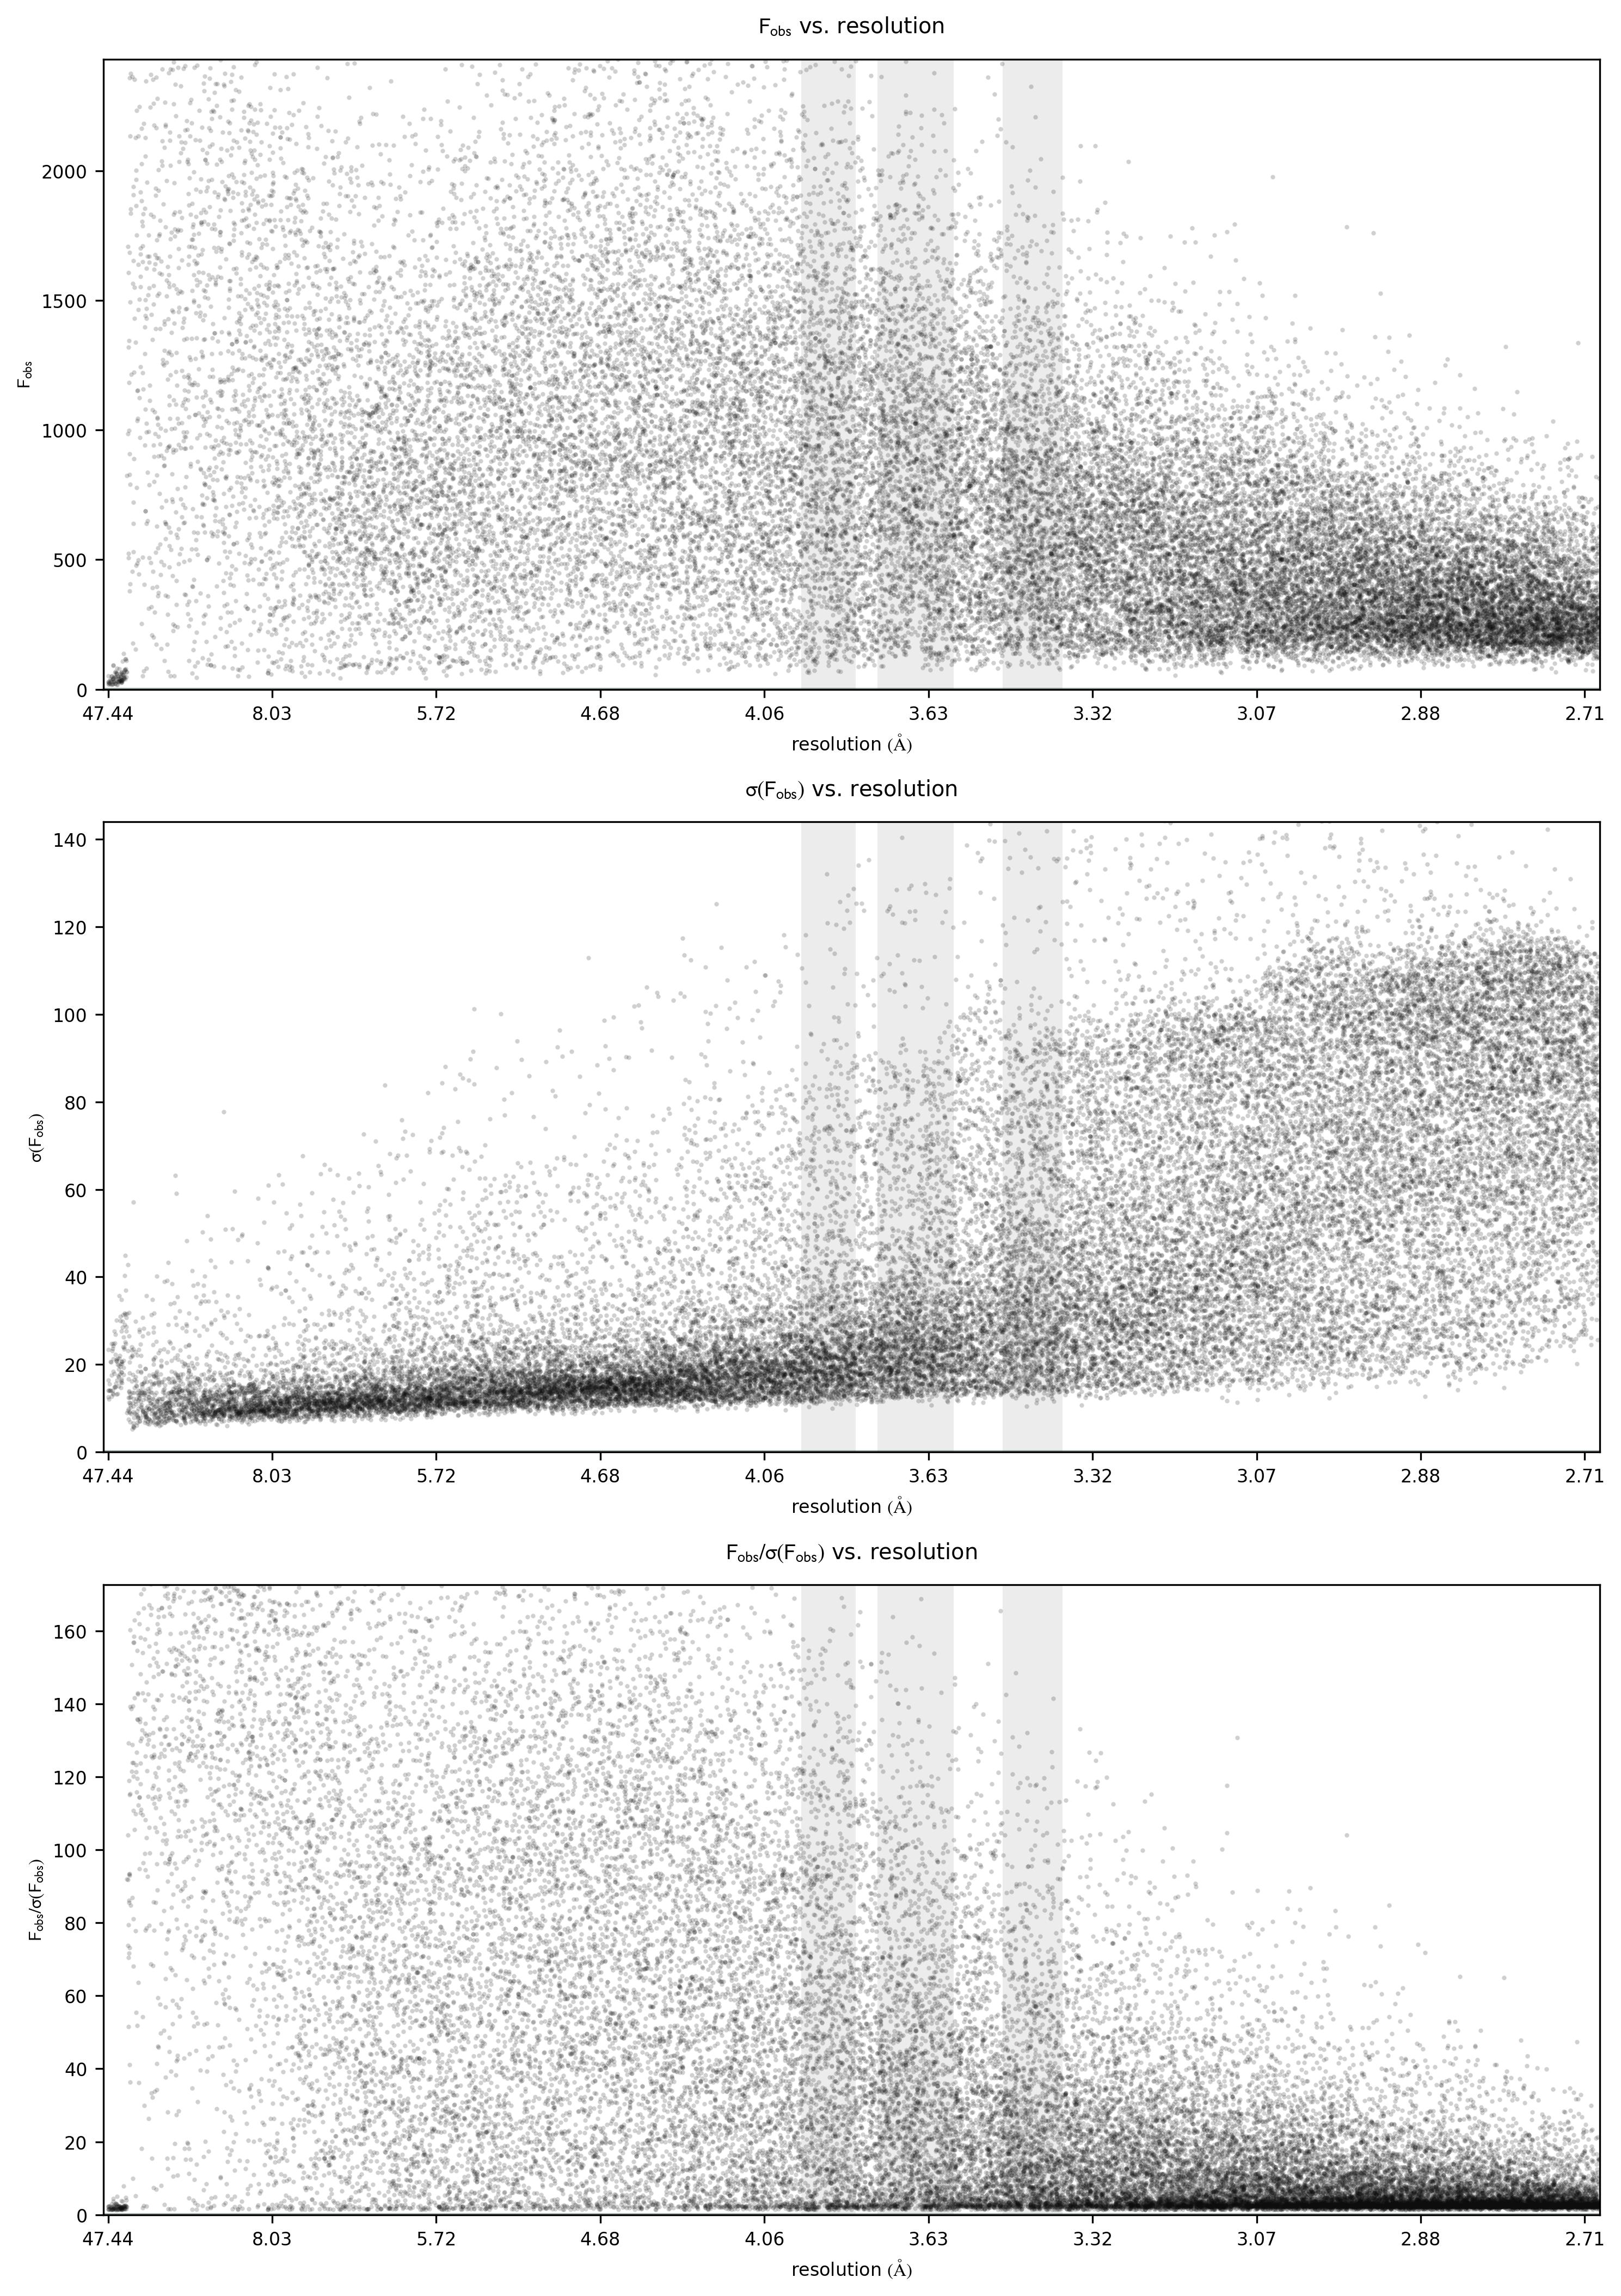 Fobs vs. resolution
2000
1500
1000
500
0
Fobs
47.44 8.03 5.72 4.68 4.06 3.63 3.32 3.07 2.88 2.71
resolution (Å)
σ(Fobs) vs. resolution
140
120
100
80
60
40
20
0
σ(Fobs)
47.44 8.03 5.72 4.68 4.06 3.63 3.32 3.07 2.88 2.71
resolution (Å)
Fobs/σ(Fobs) vs. resolution
160
140
120
100
80
60
40
20
0
Fobs/σ(Fobs)
47.44 8.03 5.72 4.68 4.06 3.63 3.32 3.07 2.88 2.71
resolution (Å)